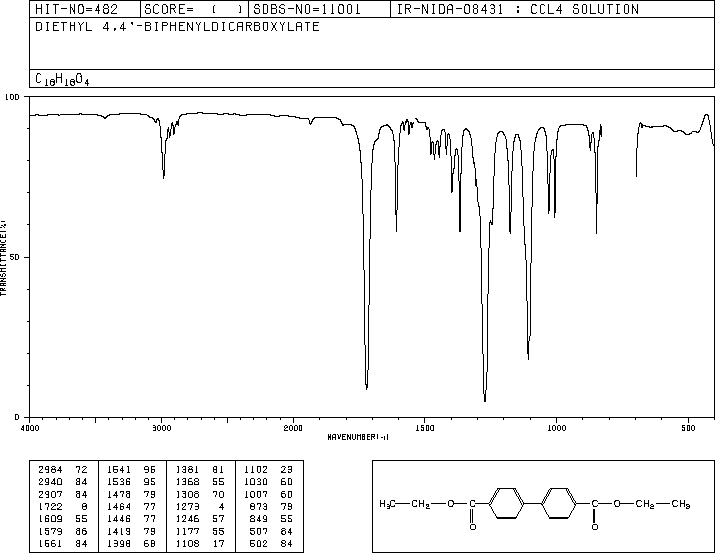 HIT-NO=482 SCORE= ( ) SDBS-NO=11001 IR-NIDA-08431 : CCL4 SOLUTION
DIETHYL 4,4'-BIPHENYLDICARBOXYLATE
C18H18O4
100
50
0
TRANSMITTANCE(%)
4000 3000 2000 1500 1000 500
WAVENUMBER(-1)
2984 72 1541 96 1381 81 1102 23
2940 84 1536 95 1368 55 1030 60
2907 84 1478 79 1308 70 1007 60
1722 8 1464 77 1273 4 873 79
1609 55 1446 77 1246 57 849 55
1579 86 1419 79 1177 55 507 84
1561 84 1398 68 1108 17 502 84
H3C—CH2—O—C C—O—CH2—CH3
O O